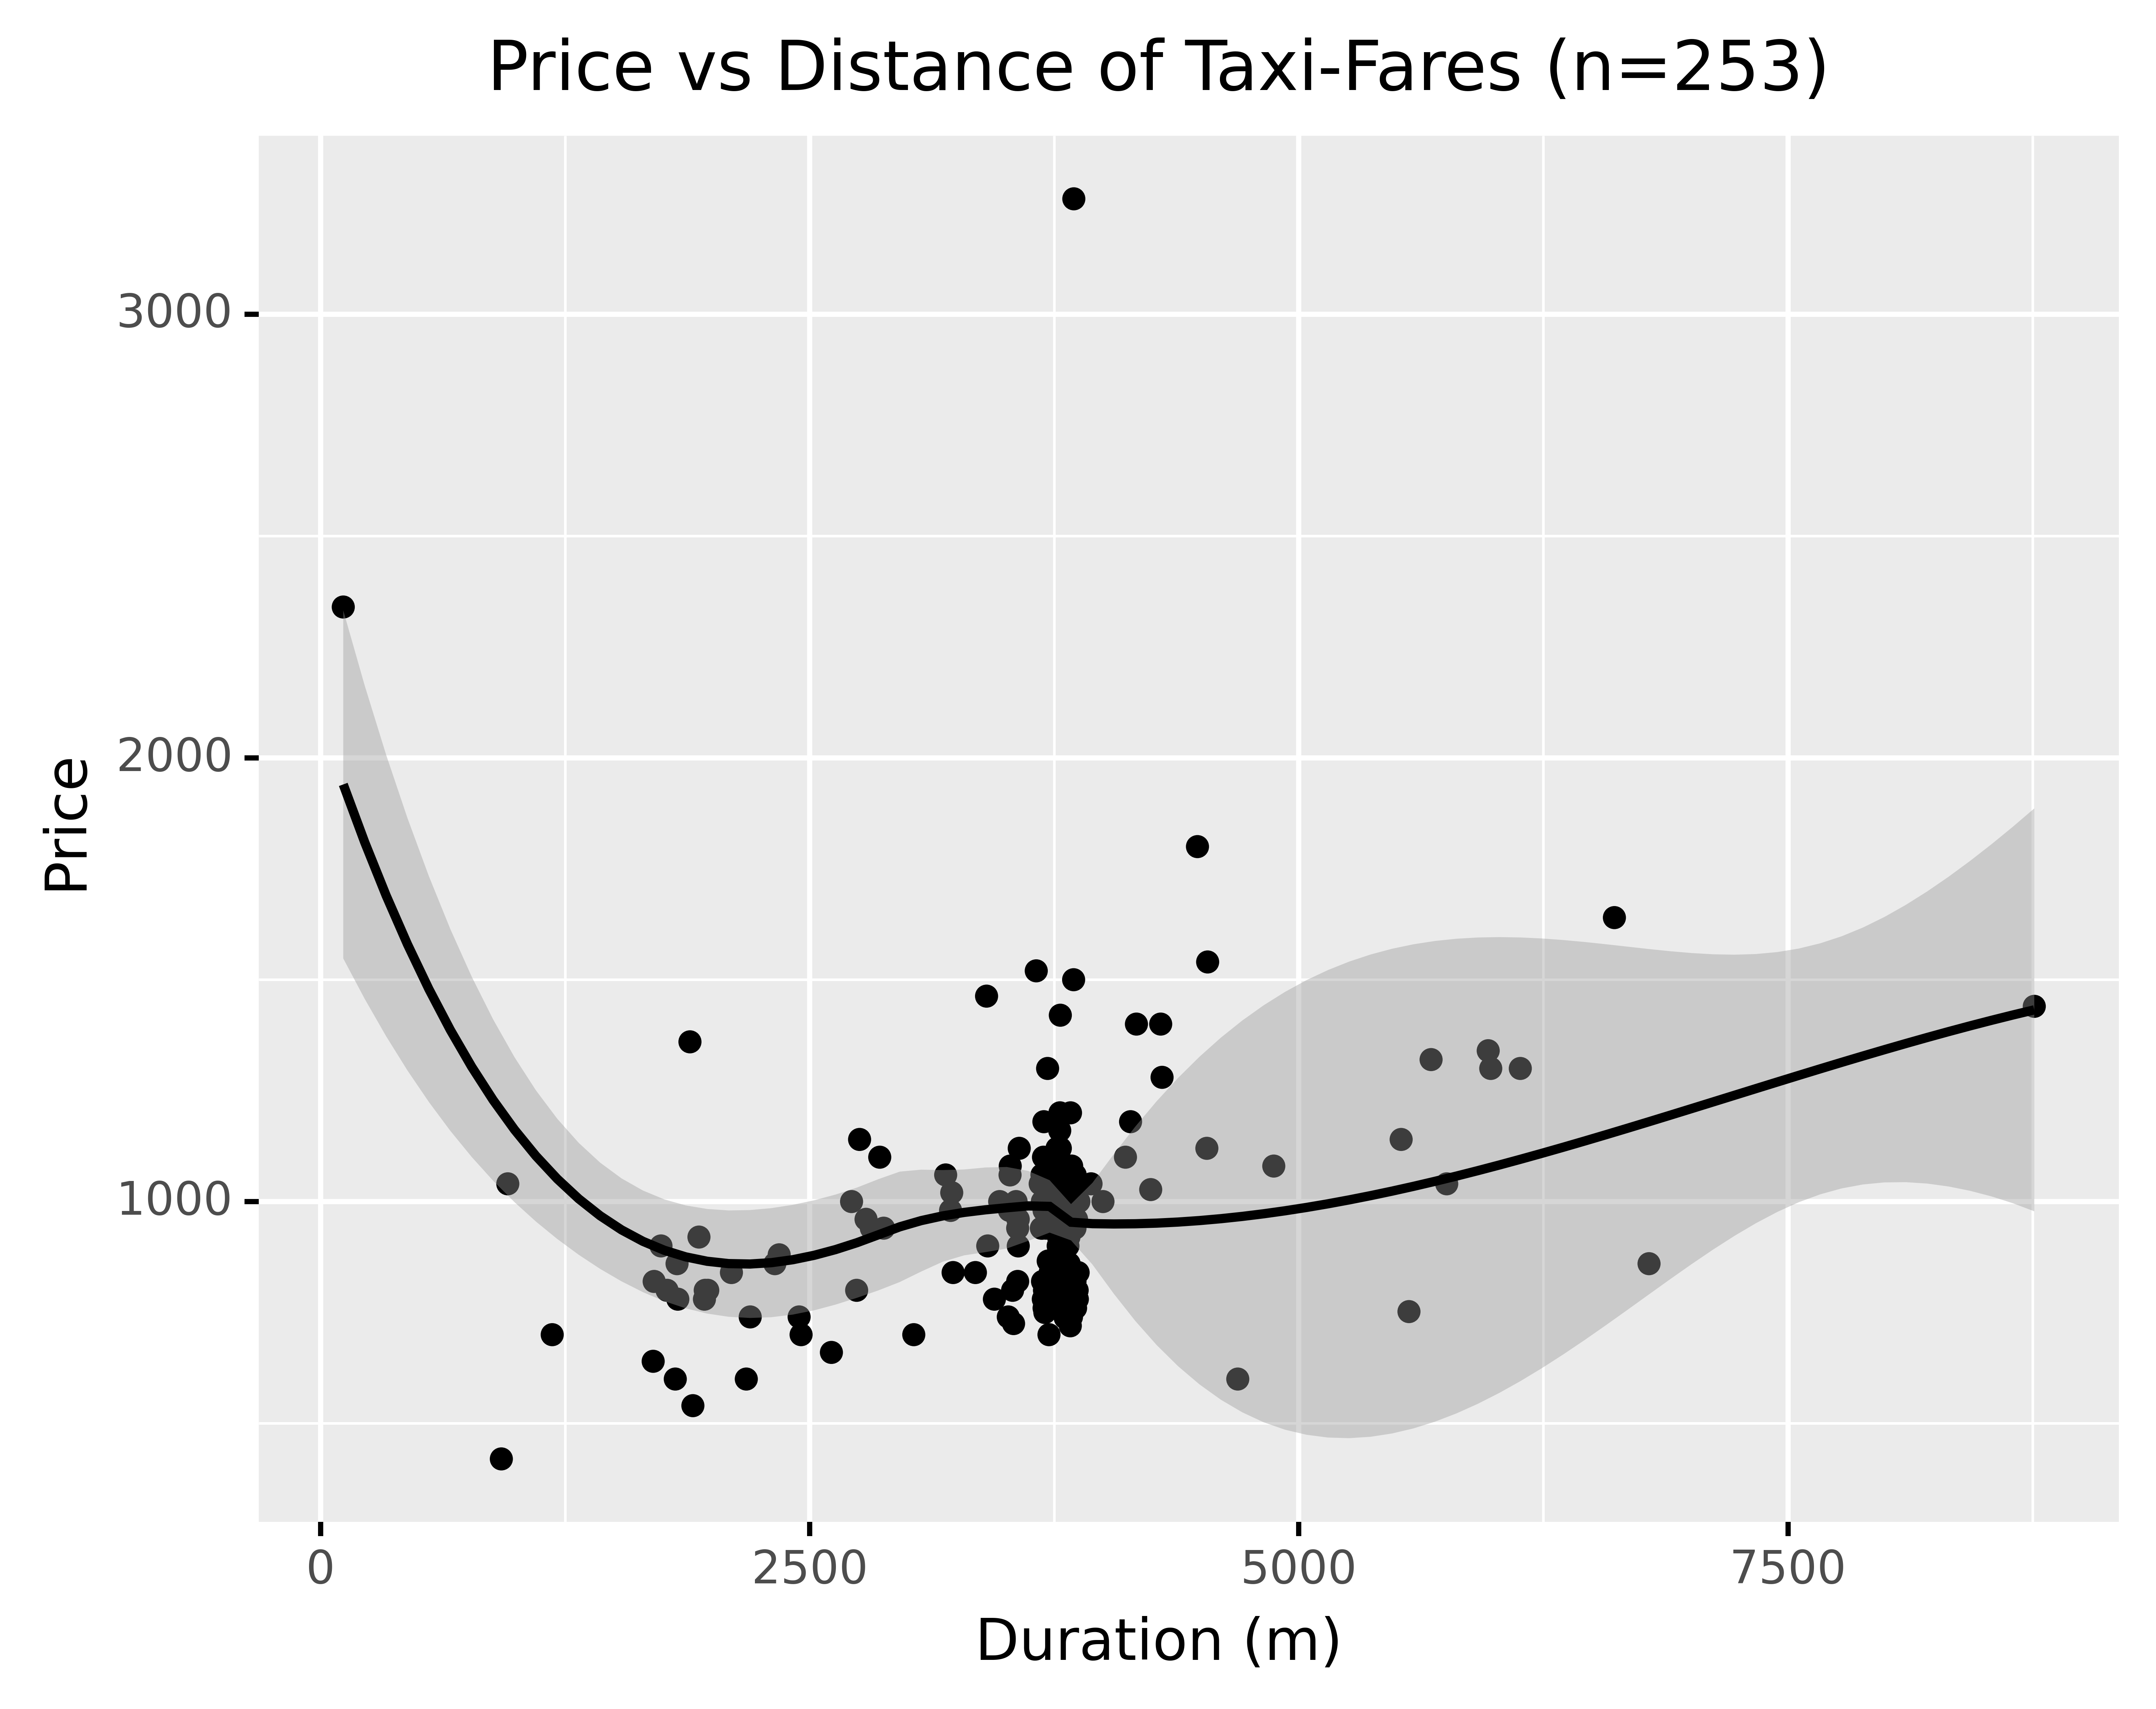 Price vs Distance of Taxi-Fares (n=253)
3000
2000
1000
Price
0 2500 5000 7500
Duration (m)